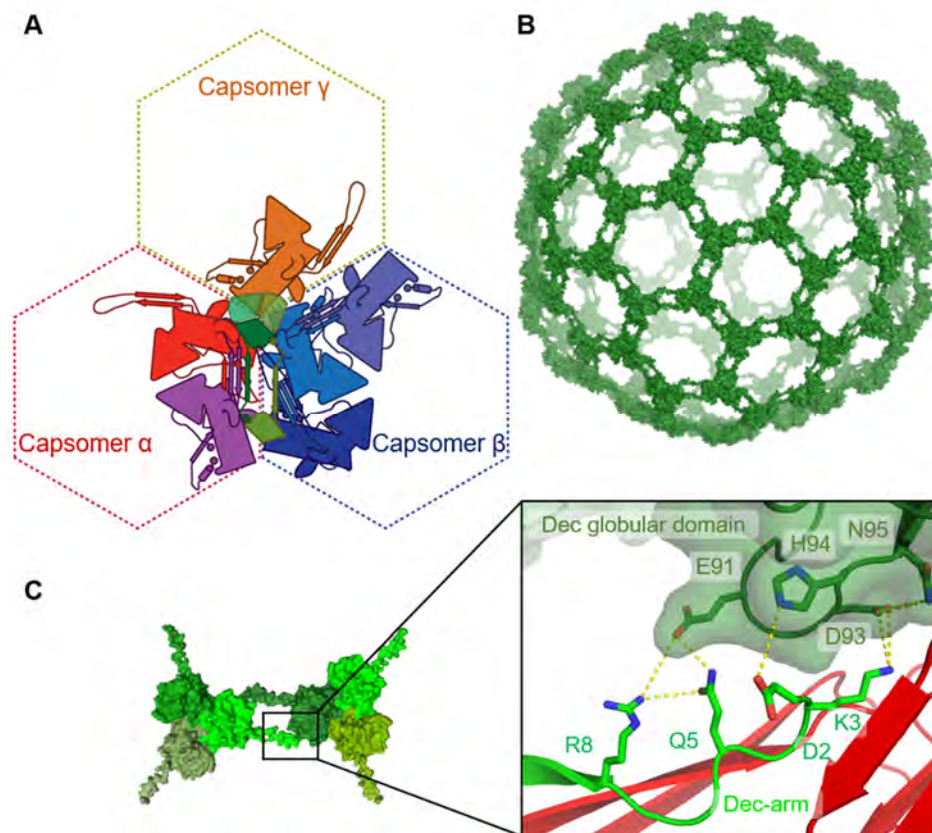 A
B
Capsomer γ
Capsomer α
Capsomer β
C
Dec globular domain
N95
H94
E91
D93
K3
R8
Q5
D2
Dec-arm